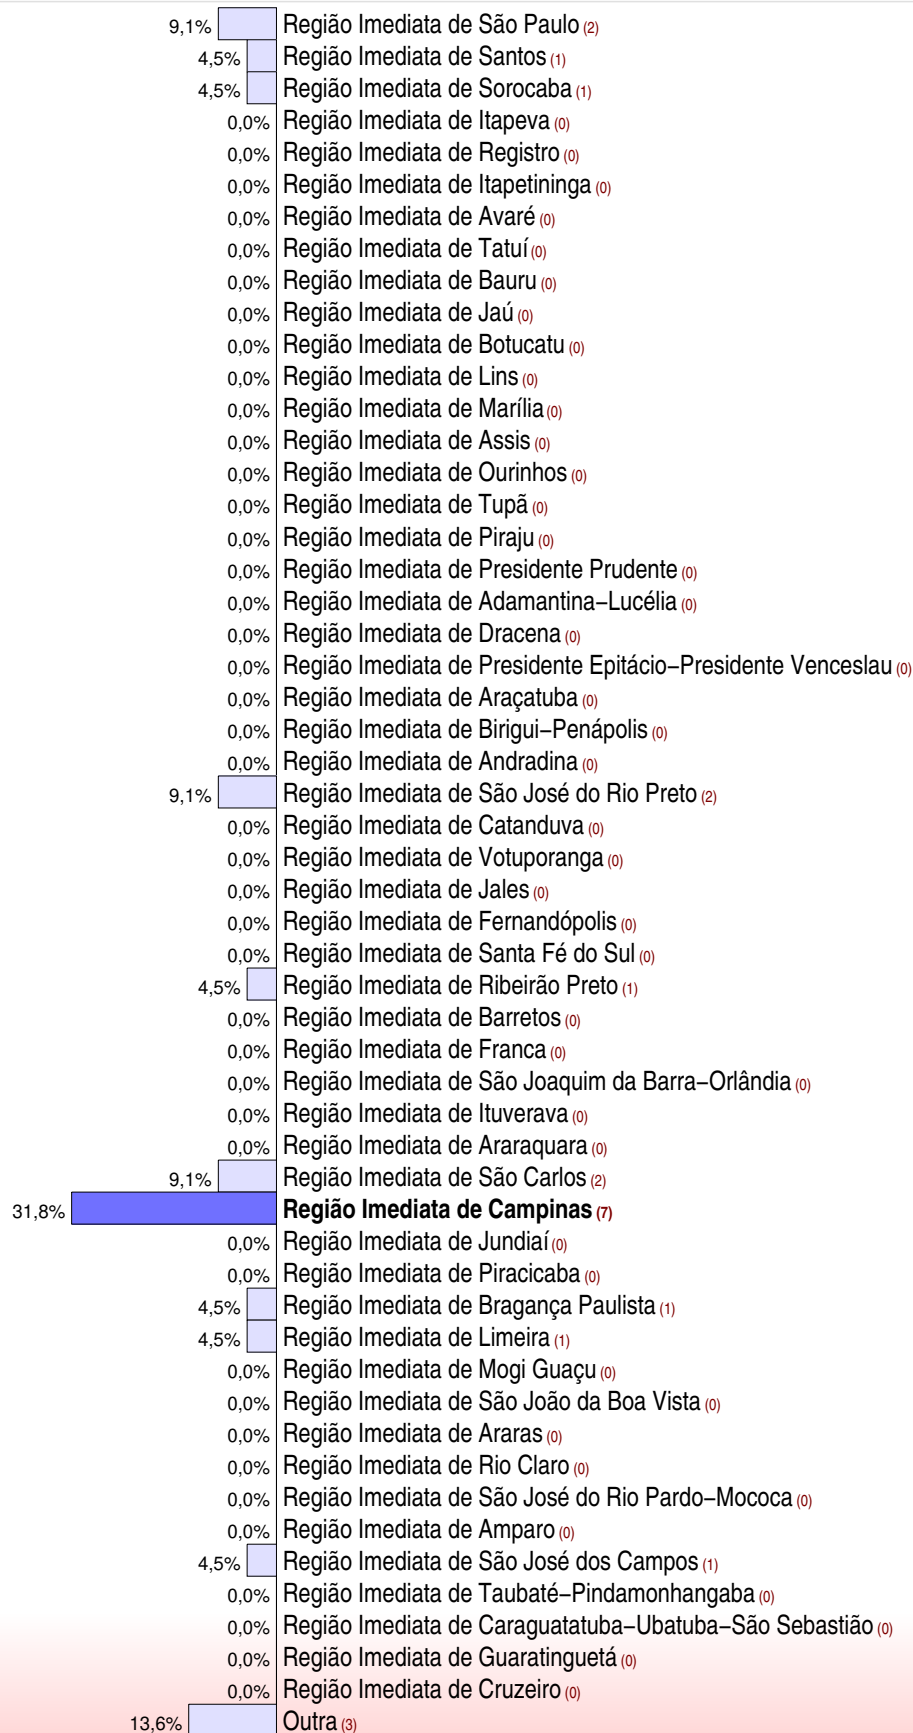 9,1% Região Imediata de São Paulo (2)
4,5% Região Imediata de Santos (1)
4,5% Região Imediata de Sorocaba (1)
0,0% Região Imediata de Itapeva (0)
0,0% Região Imediata de Registro (0)
0,0% Região Imediata de Itapetininga (0)
0,0% Região Imediata de Avaré (0)
0,0% Região Imediata de Tatuí (0)
0,0% Região Imediata de Bauru (0)
0,0% Região Imediata de Jaú (0)
0,0% Região Imediata de Botucatu (0)
0,0% Região Imediata de Lins (0)
0,0% Região Imediata de Marília (0)
0,0% Região Imediata de Assis (0)
0,0% Região Imediata de Ourinhos (0)
0,0% Região Imediata de Tupã (0)
0,0% Região Imediata de Piraju (0)
0,0% Região Imediata de Presidente Prudente (0)
0,0% Região Imediata de Adamantina−Lucélia (0)
0,0% Região Imediata de Dracena (0)
0,0% Região Imediata de Presidente Epitácio−Presidente Venceslau (0)
0,0% Região Imediata de Araçatuba (0)
0,0% Região Imediata de Birigui−Penápolis (0)
0,0% Região Imediata de Andradina (0)
9,1% Região Imediata de São José do Rio Preto (2)
0,0% Região Imediata de Catanduva (0)
0,0% Região Imediata de Votuporanga (0)
0,0% Região Imediata de Jales (0)
0,0% Região Imediata de Fernandópolis (0)
0,0% Região Imediata de Santa Fé do Sul (0)
4,5% Região Imediata de Ribeirão Preto (1)
0,0% Região Imediata de Barretos (0)
0,0% Região Imediata de Franca (0)
0,0% Região Imediata de São Joaquim da Barra−Orlândia (0)
0,0% Região Imediata de Ituverava (0)
0,0% Região Imediata de Araraquara (0)
9,1% Região Imediata de São Carlos (2)
31,8% Região Imediata de Campinas (7)
0,0% Região Imediata de Jundiaí (0)
0,0% Região Imediata de Piracicaba (0)
4,5% Região Imediata de Bragança Paulista (1)
4,5% Região Imediata de Limeira (1)
0,0% Região Imediata de Mogi Guaçu (0)
0,0% Região Imediata de São João da Boa Vista (0)
0,0% Região Imediata de Araras (0)
0,0% Região Imediata de Rio Claro (0)
0,0% Região Imediata de São José do Rio Pardo−Mococa (0)
0,0% Região Imediata de Amparo (0)
4,5% Região Imediata de São José dos Campos (1)
0,0% Região Imediata de Taubaté−Pindamonhangaba (0)
0,0% Região Imediata de Caraguatatuba−Ubatuba−São Sebastião (0)
0,0% Região Imediata de Guaratinguetá (0)
0,0% Região Imediata de Cruzeiro (0)
13,6% Outra (3)